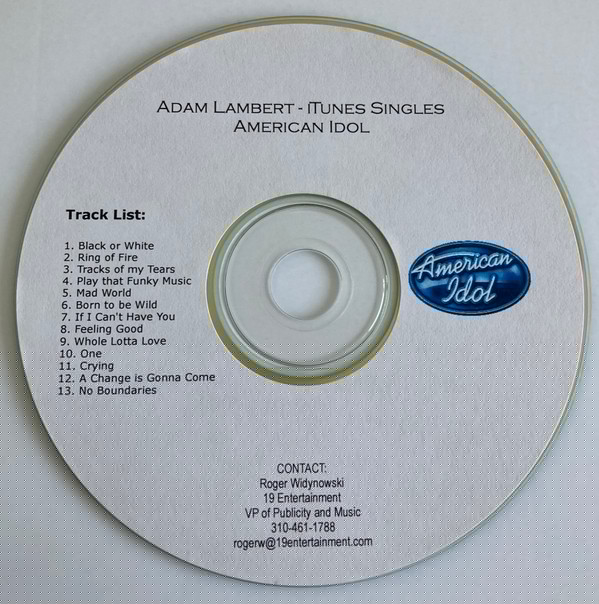 ADAM LAMBERT - ITUNES SINGLES
AMERICAN IDOL
Track List:
1. Black or White
2. Ring of Fire
3. Tracks of my Tears
4. Play that Funky Music
5. Mad World
6. Born to be Wild
7. If I Can't Have You
8. Feeling Good
9. Whole Lotta Love
10. One
11. Crying
12. A Change is Gonna Come
13. No Boundaries
American
Idol
CONTACT:
Roger Widynowski
19 Entertainment
VP of Publicity and Music
310-461-1788
rogerw@19entertainment.com